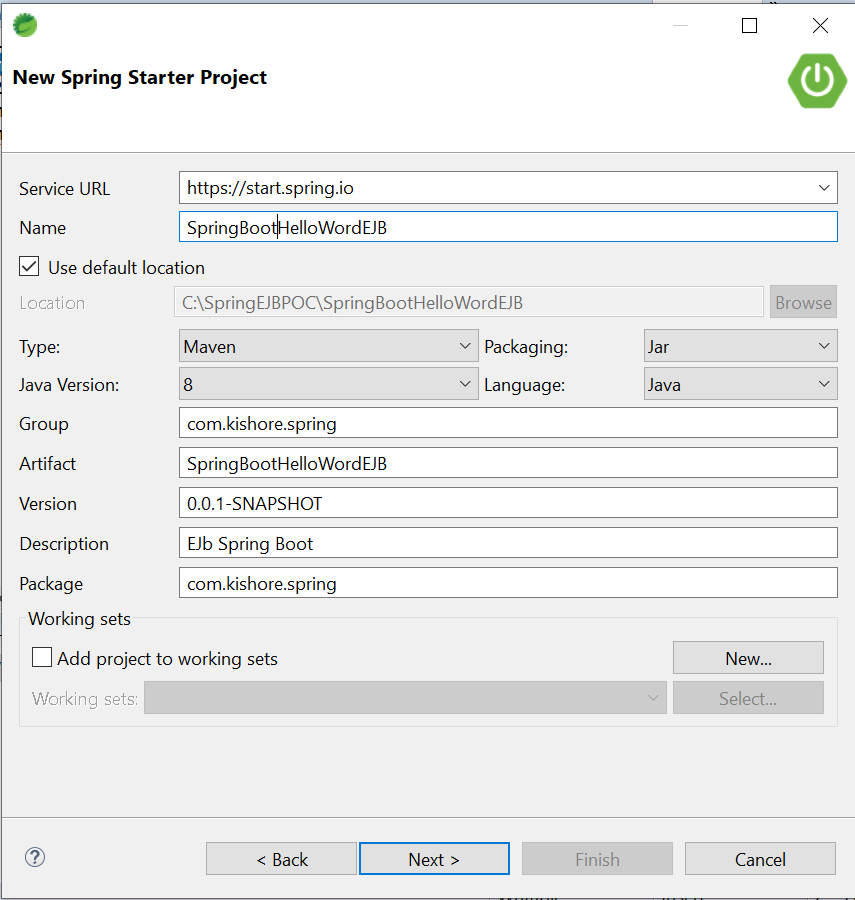 New Spring Starter Project
Service URL https://start.spring.io
Name SpringBootHelloWordEJB
Use default location
Location C:\SpringEJBPOC\SpringBootHelloWordEJB Browse
Type: Maven Packaging: Jar
Java Version: 8 Language: Java
Group com.kishore.spring
Artifact SpringBootHelloWordEJB
Version 0.0.1-SNAPSHOT
Description EJb Spring Boot
Package com.kishore.spring
Working sets
Add project to working sets New...
Working sets: Select...
? < Back Next > Finish Cancel